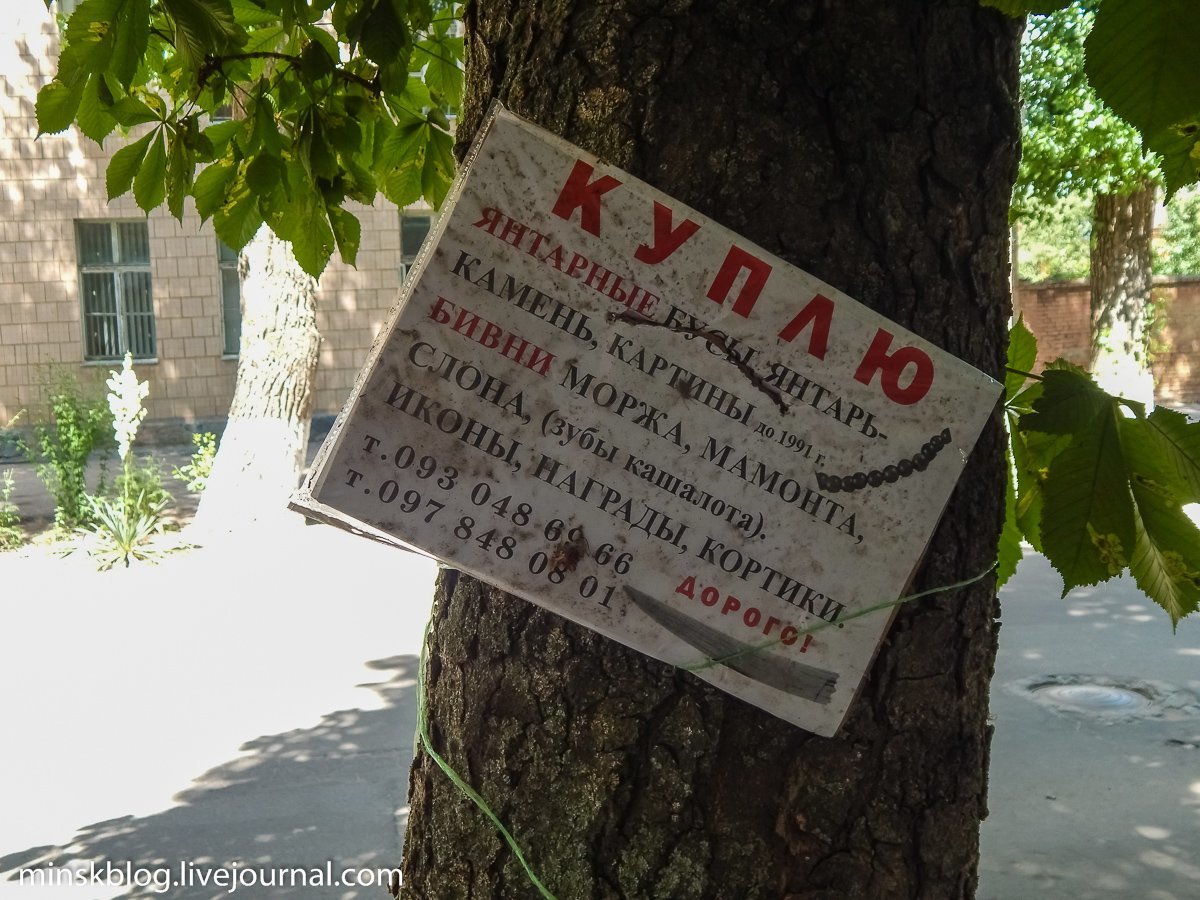 КУПЛЮ
ЯНТАРНЫЕ БУСЫ, ЯНТАРЬ-
КАМЕНЬ, КАРТИНЫ до 1991 г.
БИВНИ МОРЖА, МАМОНТА,
СЛОНА, (зубы кашалота).
ИКОНЫ, НАГРАДЫ, КОРТИКИ.
т.093 048 66 66
т.097 848 08 01
ДОРОГО!
minskblog.livejournal.com